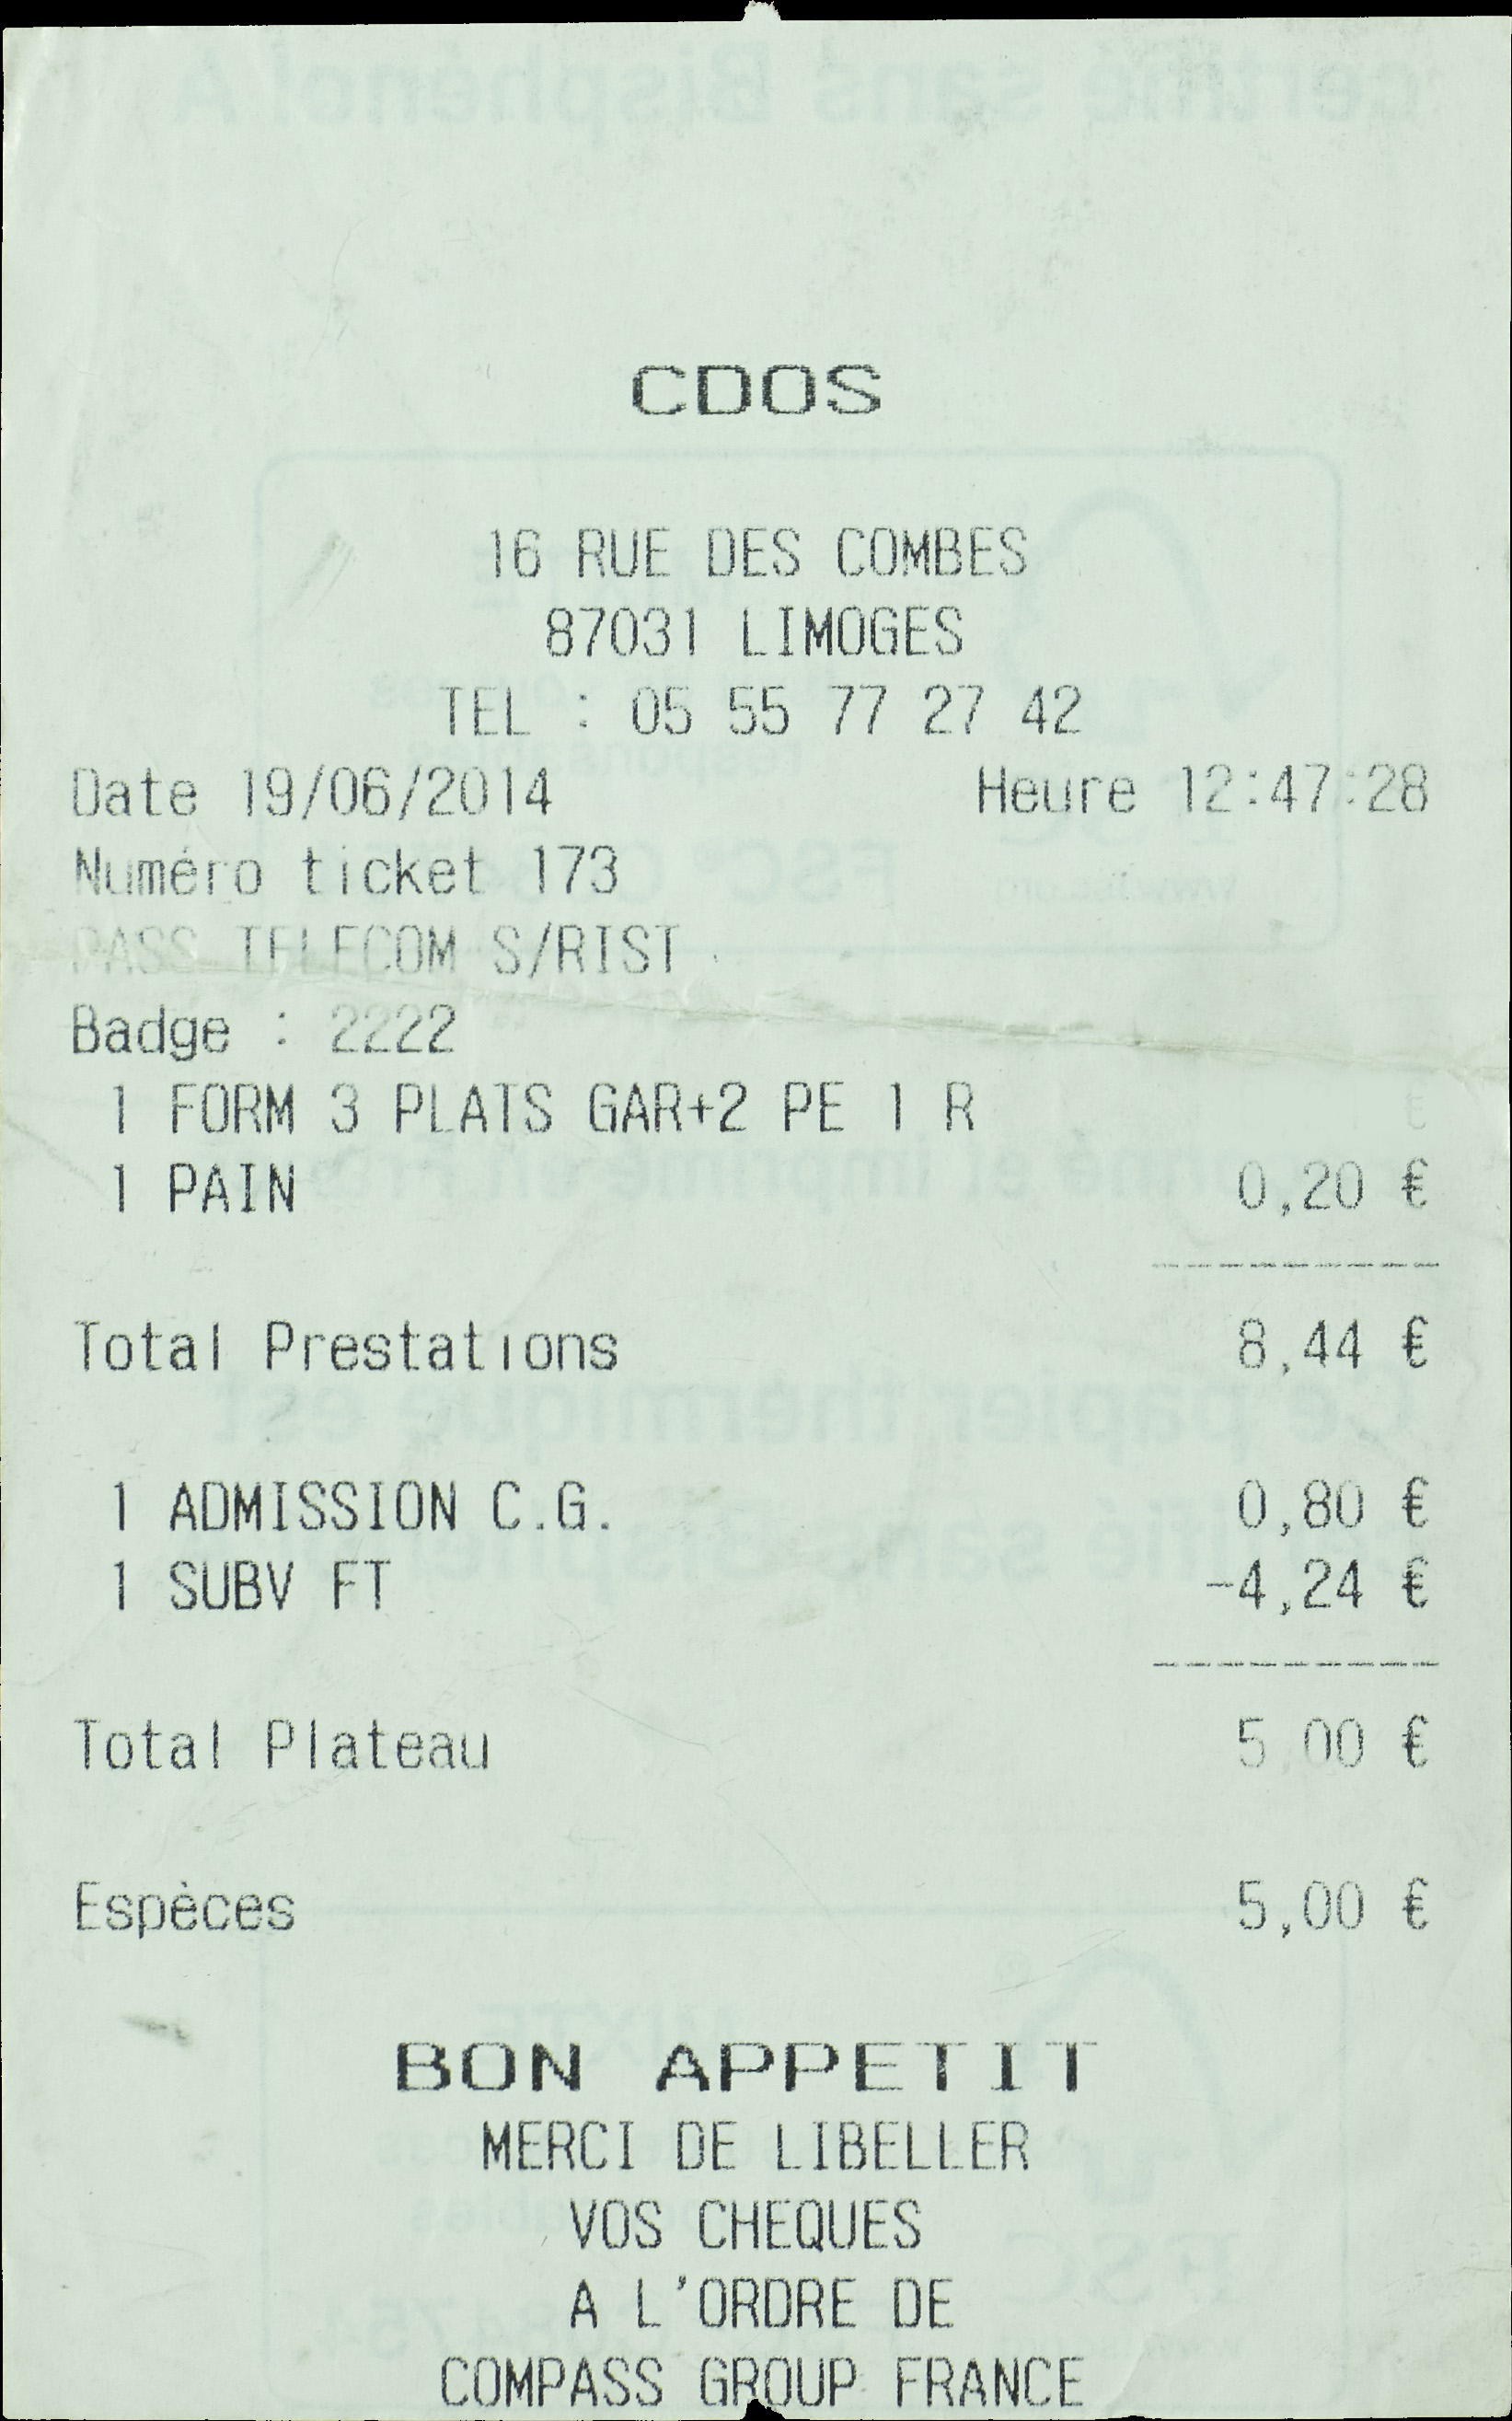 CDOS
16 RUE DES COMBES
87031 LIMOGES
TEL : 05 55 77 27 42
Date 19/06/2014 Heure 12:47:28
Numéro ticket 173
PASS TELECOM S/RIST
Badge : 2222
1 FORM 3 PLATS GAR+2 PE 1 R €
1 PAIN 0,20 €
Total Prestations 8,44 €
1 ADMISSION C.G. 0,80 €
1 SUBV FT -4,24 €
Total Plateau 5,00 €
Espèces 5,00 €
BON APPETIT
MERCI DE LIBELLER
VOS CHEQUES
A L'ORDRE DE
COMPASS GROUP FRANCE